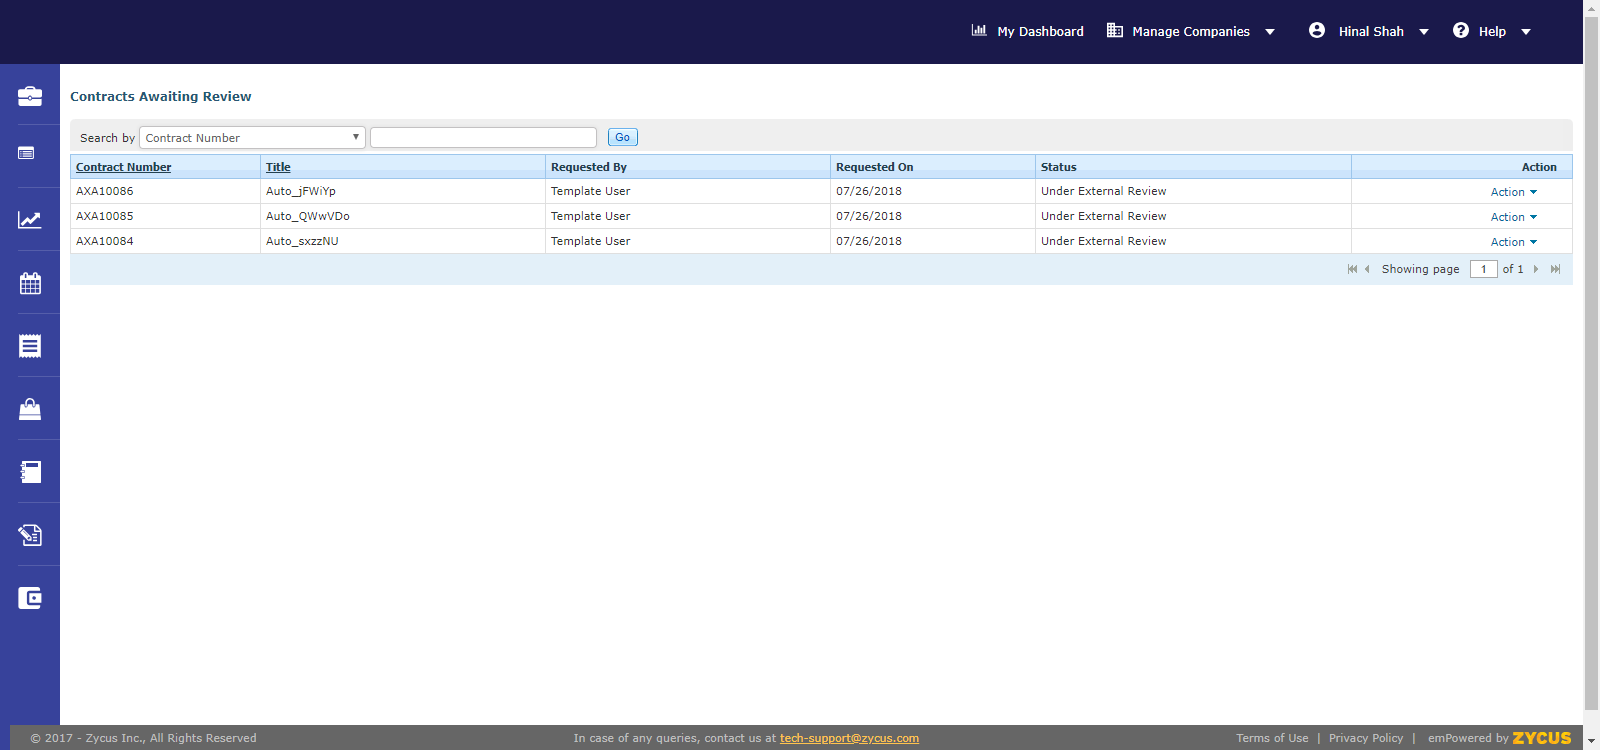 My Dashboard Manage Companies Hinal Shah Help
Contracts Awaiting Review
Search by Contract Number Go
Contract Number Title Requested By Requested On Status Action
AXA10086 Auto_jFWiYp Template User 07/26/2018 Under External Review Action
AXA10085 Auto_QWwVDo Template User 07/26/2018 Under External Review Action
AXA10084 Auto_sxzzNU Template User 07/26/2018 Under External Review Action
Showing page 1 of 1
© 2017 - Zycus Inc., All Rights Reserved In case of any queries, contact us at tech-support@zycus.com Terms of Use | Privacy Policy | emPowered by ZYCUS